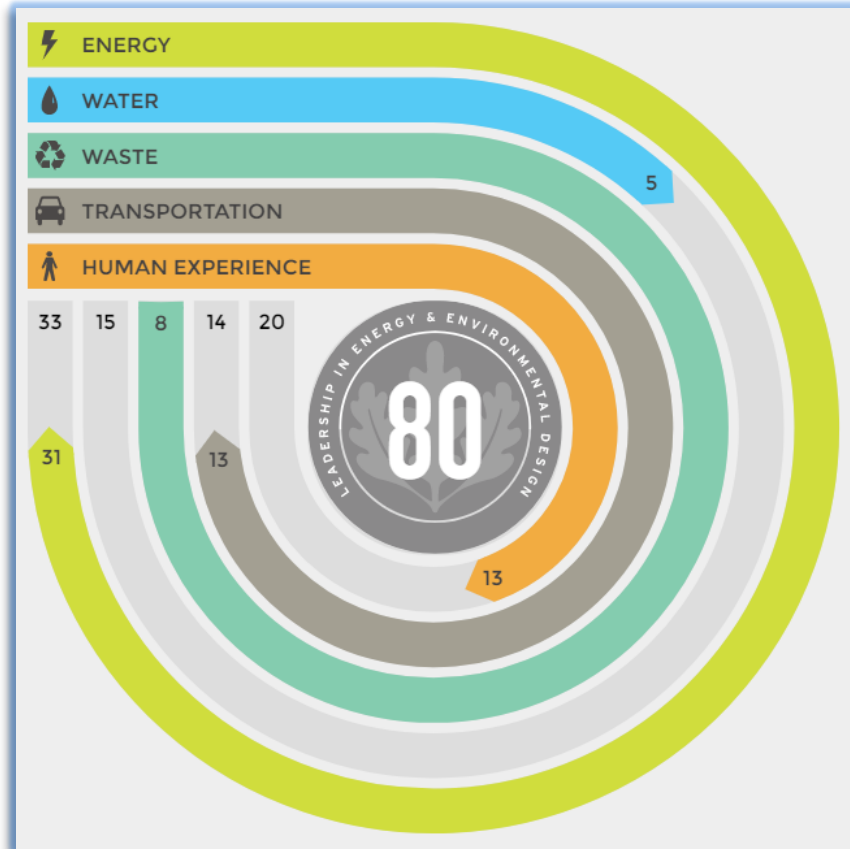 ENERGY
WATER
5
WASTE
TRANSPORTATION
HUMAN EXPERIENCE
33 15 8 14 20
LEADERSHIP IN ENERGY & ENVIRONMENTAL DESIGN
80
31
13
13